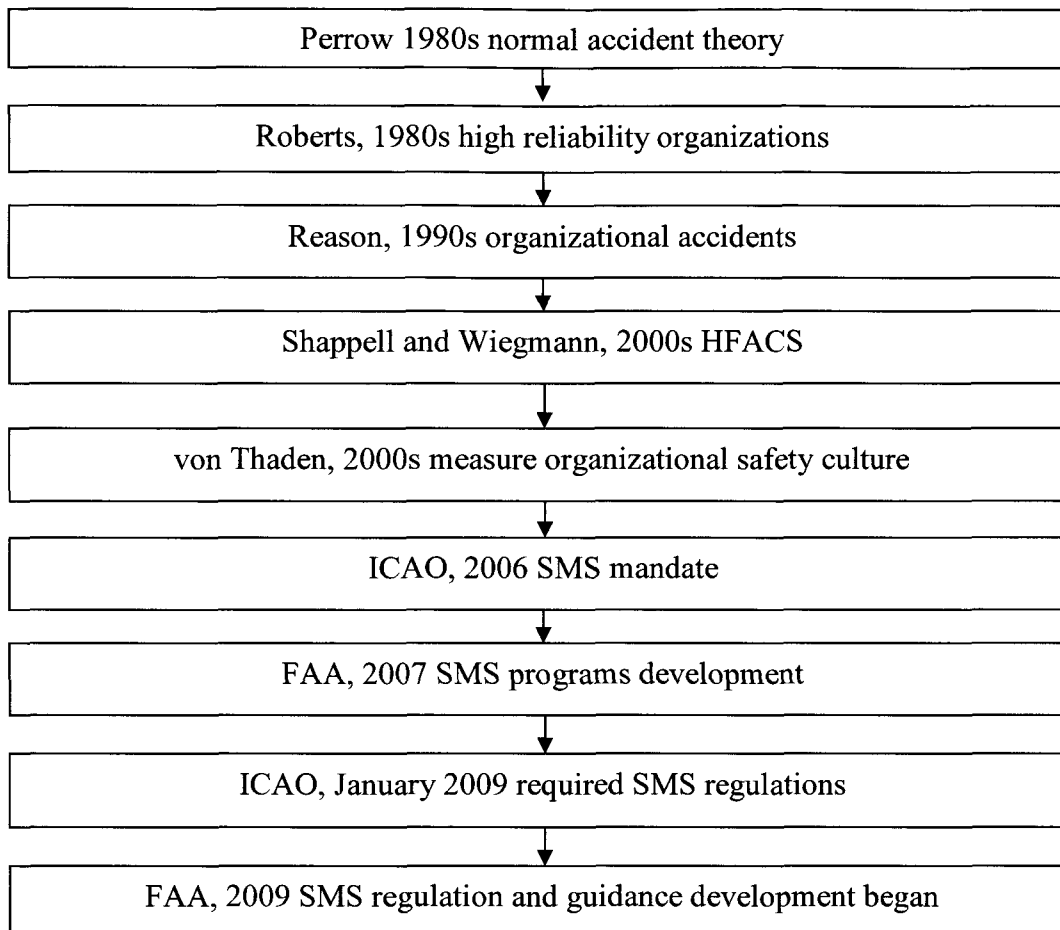 Perrow 1980s normal accident theory
Roberts, 1980s high reliability organizations
Reason, 1990s organizational accidents
Shappell and Wiegmann, 2000s HFACS
von Thaden, 2000s measure organizational safety culture
ICAO, 2006 SMS mandate
FAA, 2007 SMS programs development
ICAO, January 2009 required SMS regulations
FAA, 2009 SMS regulation and guidance development began